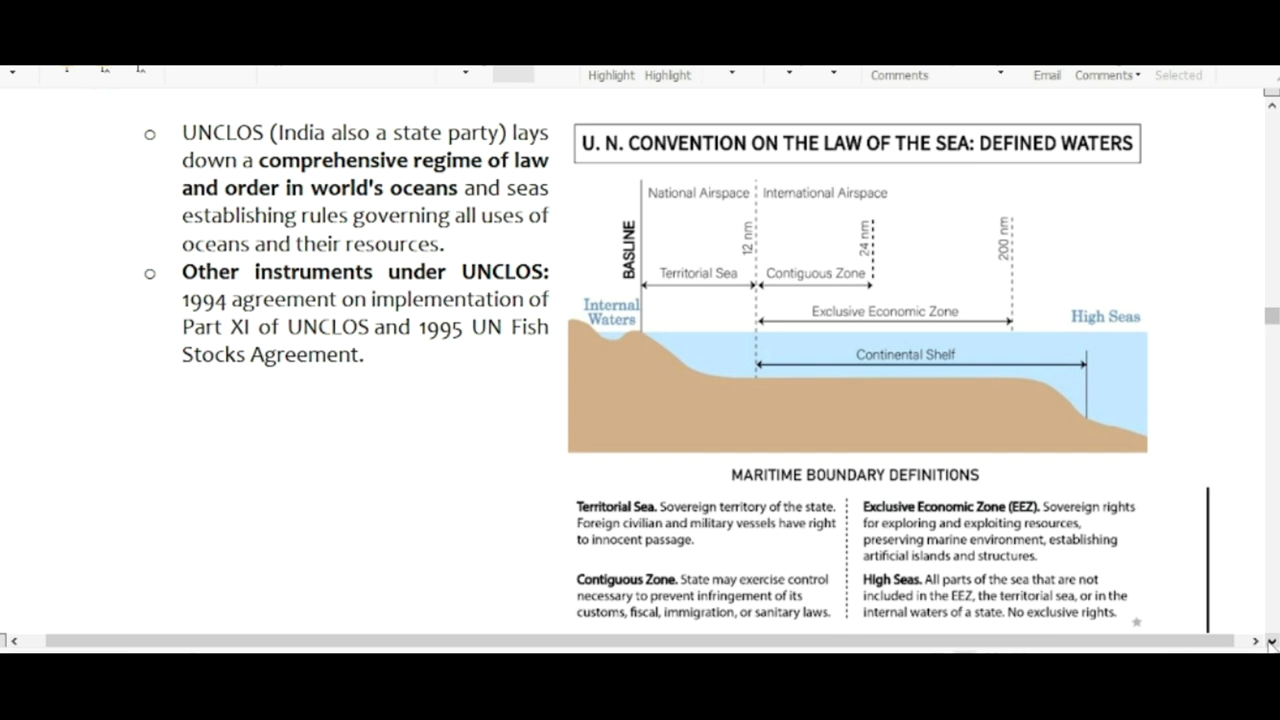 Highlight Highlight Comments Email Comments Selected
UNCLOS (India also a state party) lays
down a comprehensive regime of law
and order in world's oceans and seas
establishing rules governing all uses of
oceans and their resources.
Other instruments under UNCLOS:
1994 agreement on implementation of
Part XI of UNCLOS and 1995 UN Fish
Stocks Agreement.
U. N. CONVENTION ON THE LAW OF THE SEA: DEFINED WATERS
National Airspace International Airspace
BASLINE
12 nm
24 nm
200 nm
Territorial Sea Contiguous Zone
Internal
Waters
Exclusive Economic Zone
High Seas
Continental Shelf
MARITIME BOUNDARY DEFINITIONS
Territorial Sea. Sovereign territory of the state.
Foreign civilian and military vessels have right
to innocent passage.
Contiguous Zone. State may exercise control
necessary to prevent infringement of its
customs, fiscal, immigration, or sanitary laws.
Exclusive Economic Zone (EEZ). Sovereign rights
for exploring and exploiting resources,
preserving marine environment, establishing
artificial islands and structures.
High Seas. All parts of the sea that are not
included in the EEZ, the territorial sea, or in the
internal waters of a state. No exclusive rights.